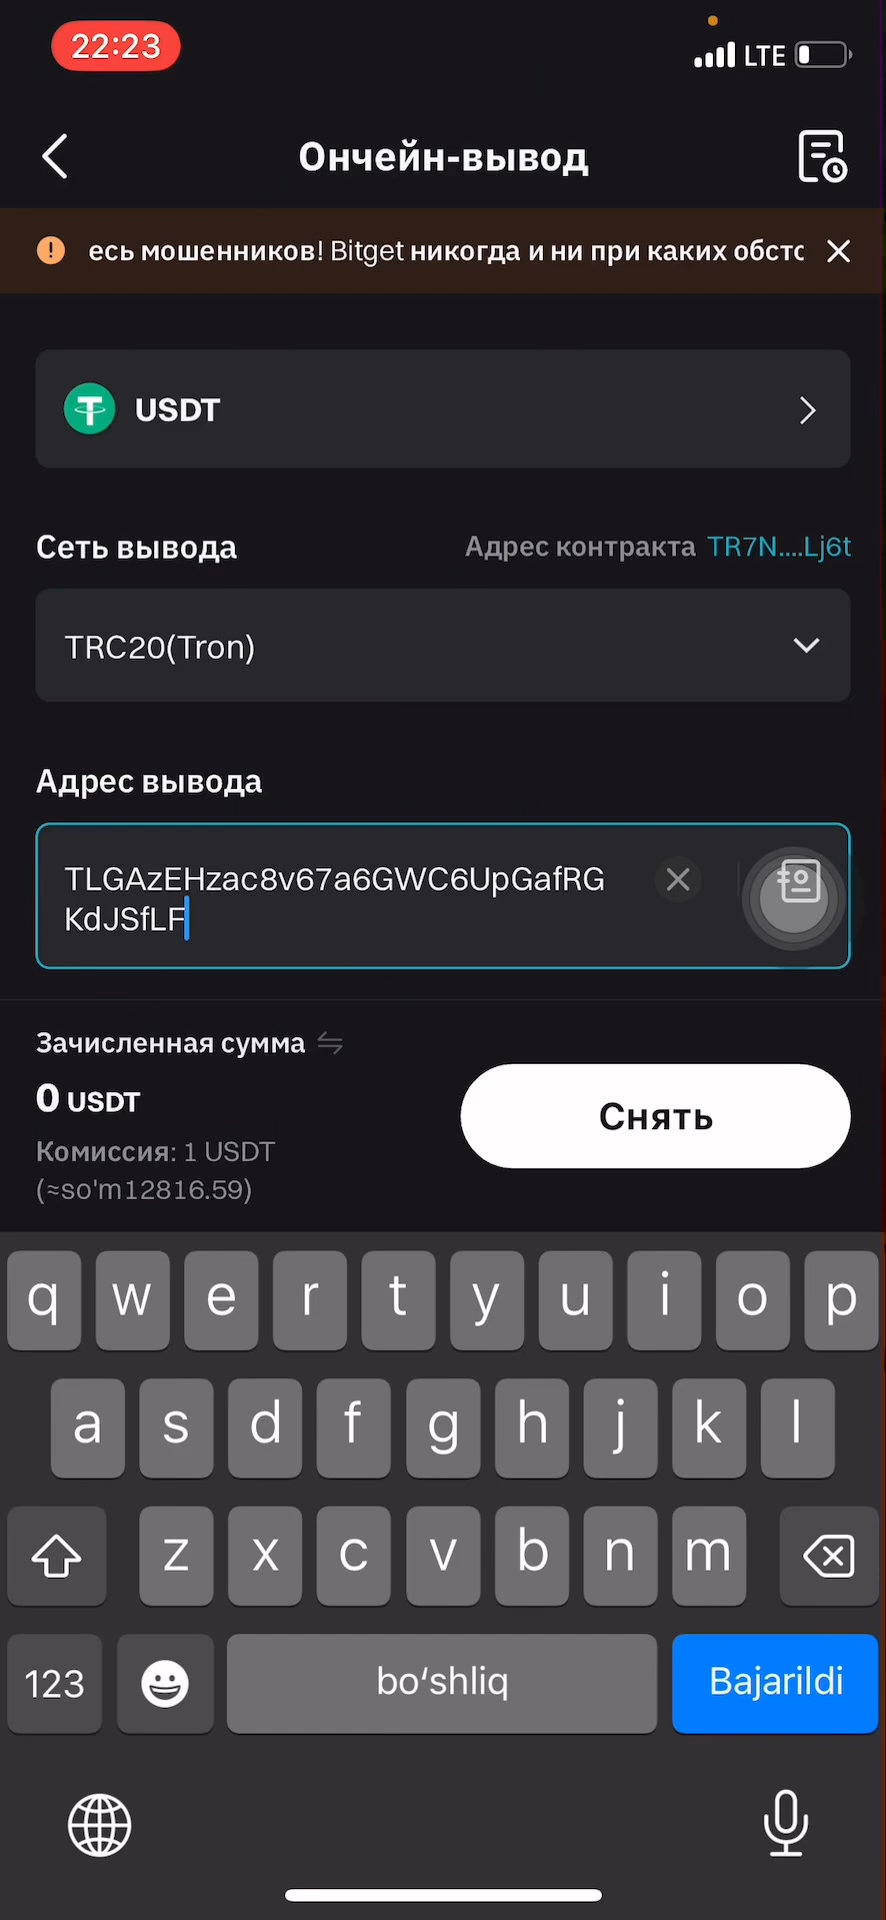 22:23
LTE
Ончейн-вывод
есь мошенников! Bitget никогда и ни при каких обстс
USDT
Сеть вывода
Адрес контракта TR7N....Lj6t
TRC20(Tron)
Адрес вывода
TLGAzEHzac8v67a6GWC6UpGafRG
KdJSfLF
Зачисленная сумма
0 USDT
Комиссия: 1 USDT
(≈so'm12816.59)
Снять
q w e r t y u i o p
a s d f g h j k l
z x c v b n m
123
boʻshliq
Bajarildi